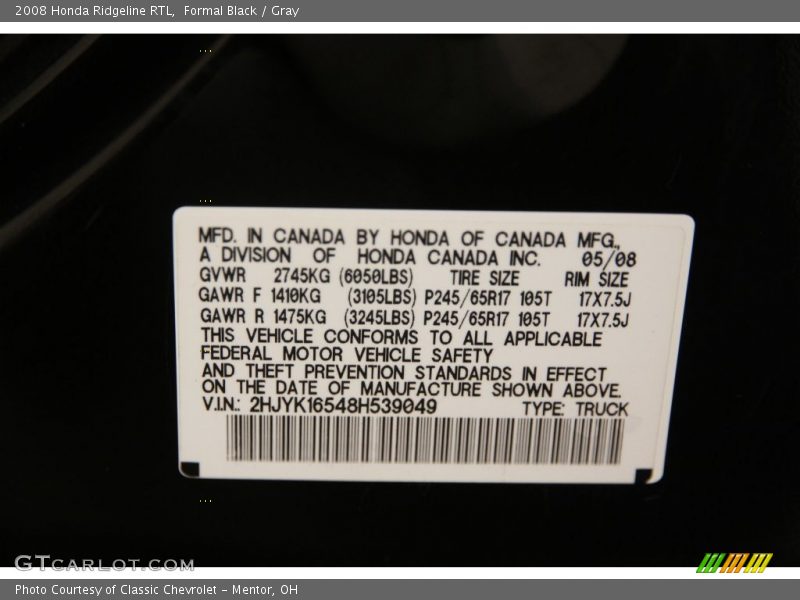 2008 Honda Ridgeline RTL, Formal Black / Gray
MFD. IN CANADA BY HONDA OF CANADA MFG.,
A DIVISION OF HONDA CANADA INC. 05/08
GVWR 2745KG (6050LBS) TIRE SIZE RIM SIZE
GAWR F 1410KG (3105LBS) P245/65R17 105T 17X7.5J
GAWR R 1475KG (3245LBS) P245/65R17 105T 17X7.5J
THIS VEHICLE CONFORMS TO ALL APPLICABLE
FEDERAL MOTOR VEHICLE SAFETY
AND THEFT PREVENTION STANDARDS IN EFFECT
ON THE DATE OF MANUFACTURE SHOWN ABOVE.
V.I.N.: 2HJYK16548H539049 TYPE: TRUCK
GTCARLOT.COM
Photo Courtesy of Classic Chevrolet - Mentor, OH